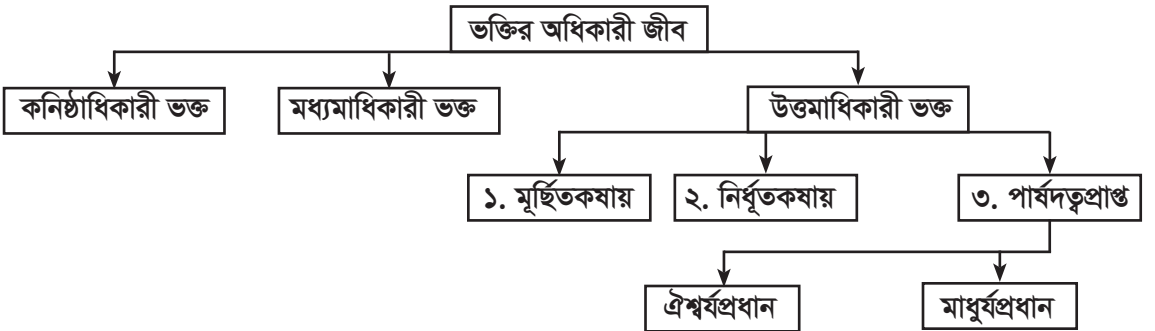 ভক্তির অধিকারী জীব
কনিষ্ঠাধিকারী ভক্ত
মধ্যমাধিকারী ভক্ত
উত্তমাধিকারী ভক্ত
১. মূর্ছিতকষায়
২. নির্ধূতকষায়
৩. পার্ষদত্বপ্রাপ্ত
ঐশ্বর্যপ্রধান
মাধুর্যপ্রধান